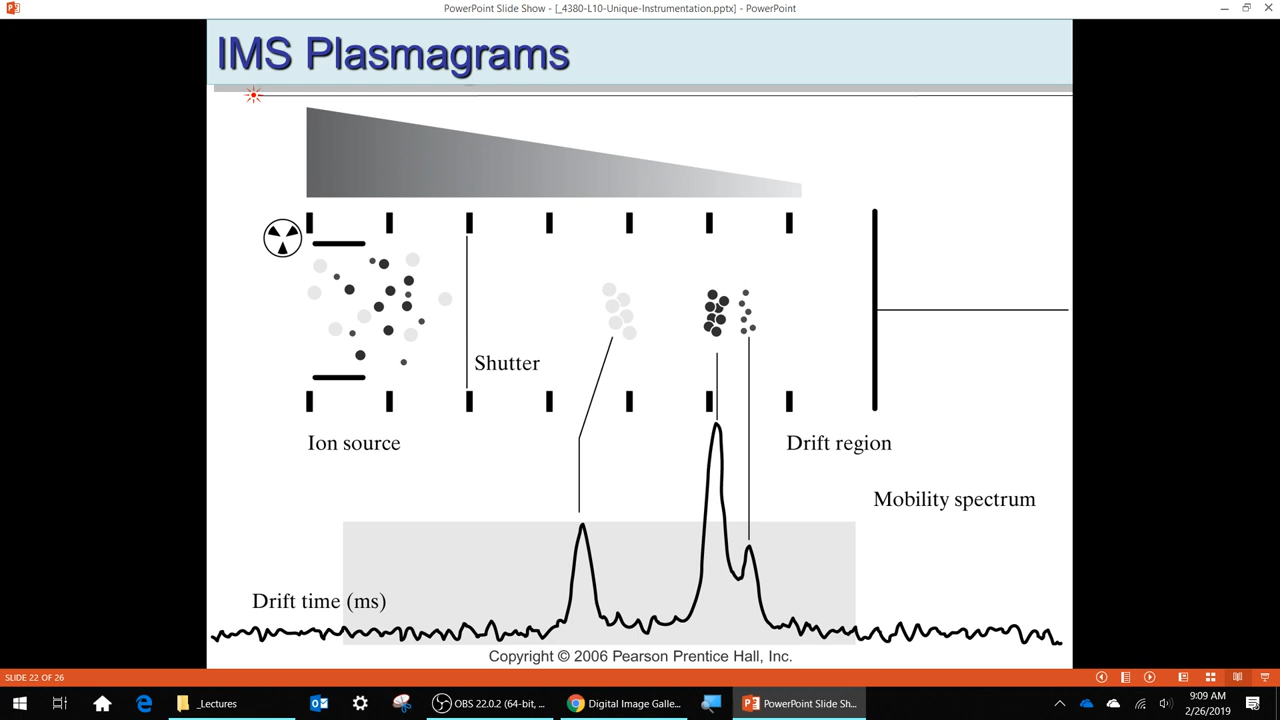 PowerPoint Slide Show - [_4380-L10-Unique-Instrumentation.pptx] - PowerPoint
IMS Plasmagrams
Shutter
Ion source
Drift region
Mobility spectrum
Drift time (ms)
Copyright © 2006 Pearson Prentice Hall, Inc.
SLIDE 22 OF 26
_Lectures
OBS 22.0.2 (64-bit, ...
Digital Image Galle...
PowerPoint Slide Sh...
9:09 AM
2/26/2019